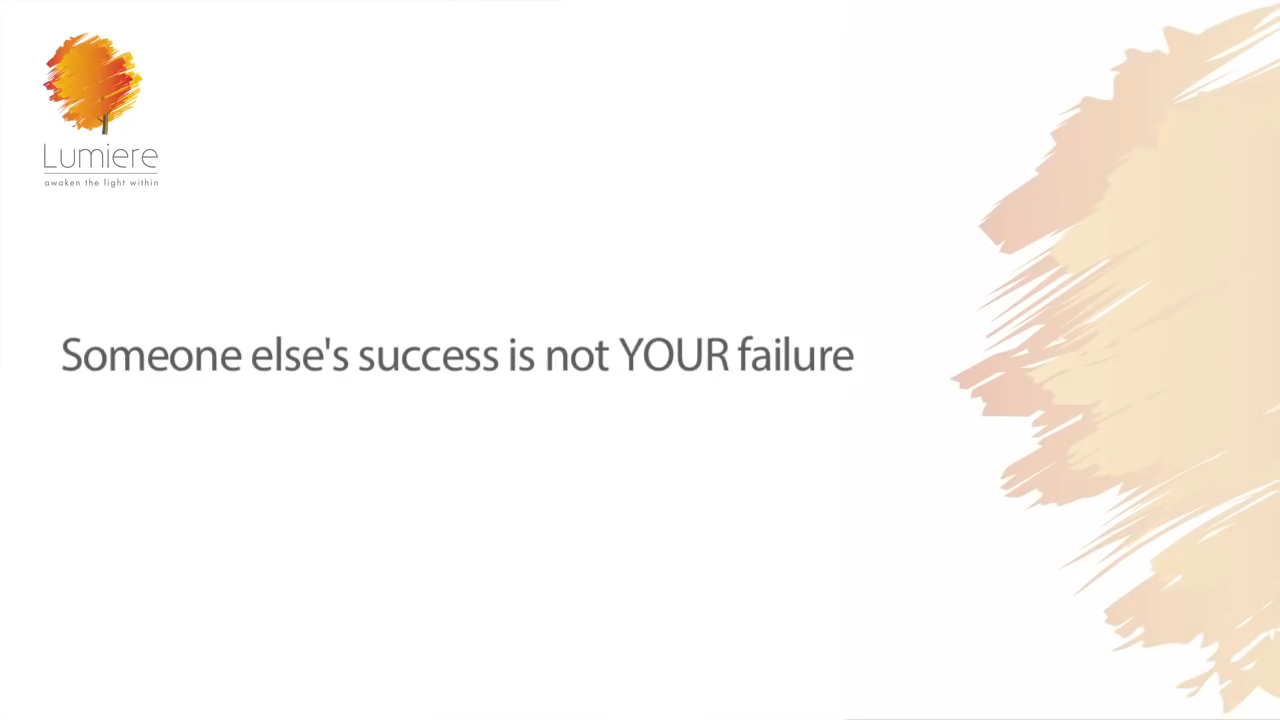 Lumiere
awaken the light within
Someone else's success is not YOUR failure